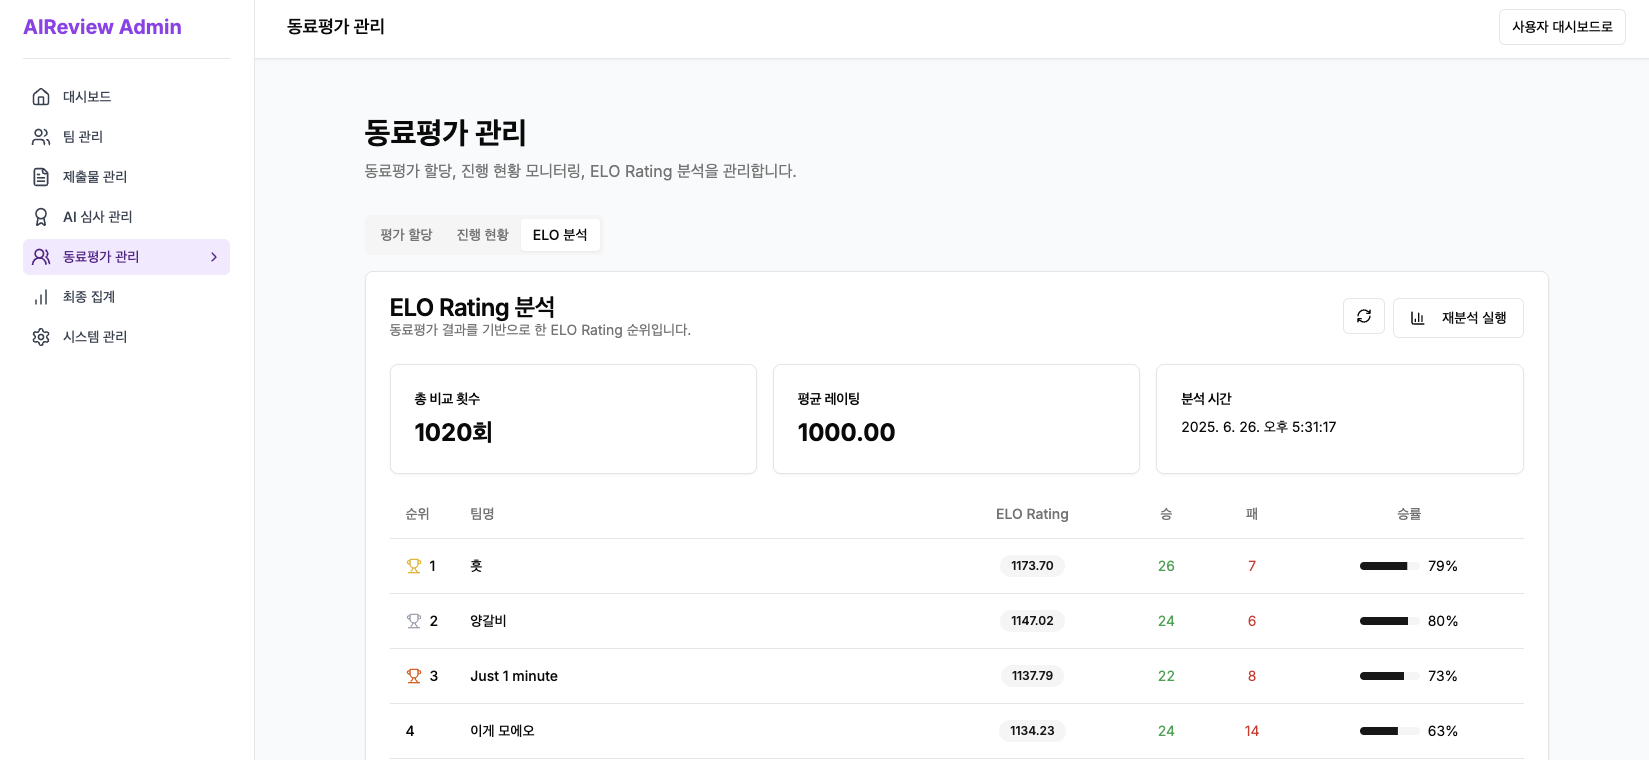 AIReview Admin
동료평가 관리
사용자 대시보드로
대시보드
팀 관리
제출물 관리
AI 심사 관리
동료평가 관리
최종 집계
시스템 관리
동료평가 관리
동료평가 할당, 진행 현황 모니터링, ELO Rating 분석을 관리합니다.
평가 할당 진행 현황 ELO 분석
ELO Rating 분석
동료평가 결과를 기반으로 한 ELO Rating 순위입니다.
재분석 실행
총 비교 횟수
1020회
평균 레이팅
1000.00
분석 시간
2025. 6. 26. 오후 5:31:17
순위 팀명 ELO Rating 승 패 승률
1 훗 1173.70 26 7 79%
2 양갈비 1147.02 24 6 80%
3 Just 1 minute 1137.79 22 8 73%
4 이게 모에오 1134.23 24 14 63%